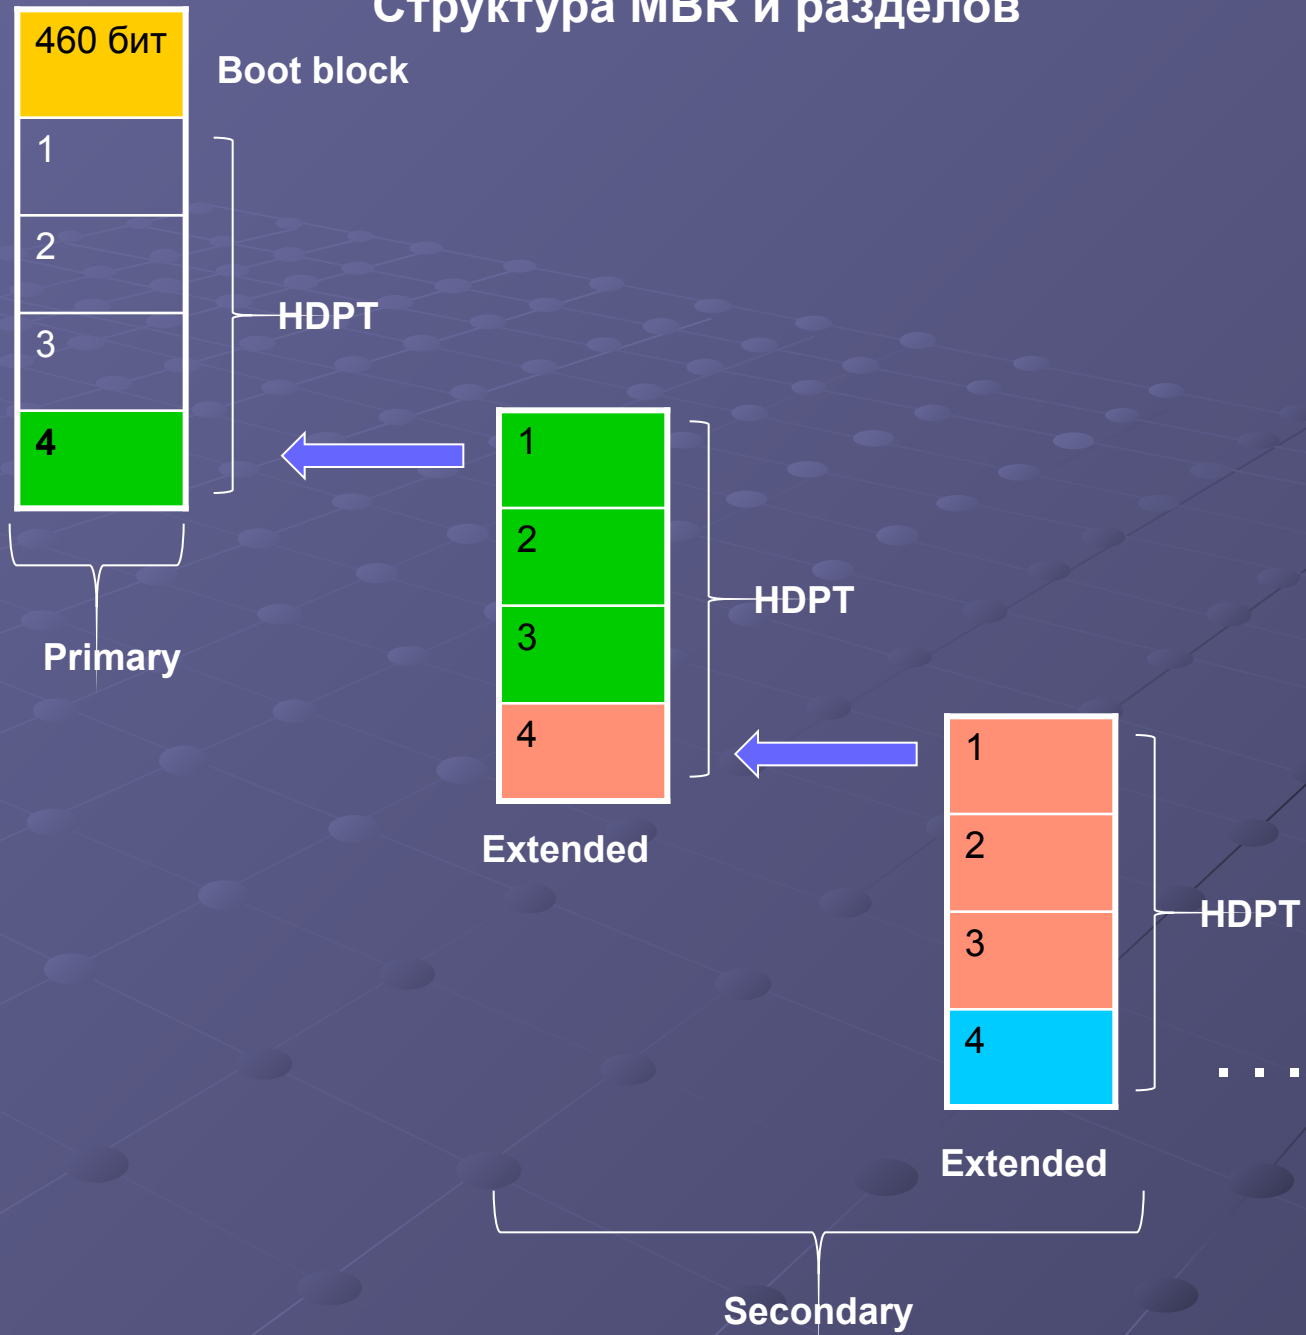 Структура MBR и разделов
460 бит
Boot block
1
2
3
4
HDPT
Primary
1
2
3
4
HDPT
Extended
1
2
3
4
HDPT
. . .
Extended
Secondary